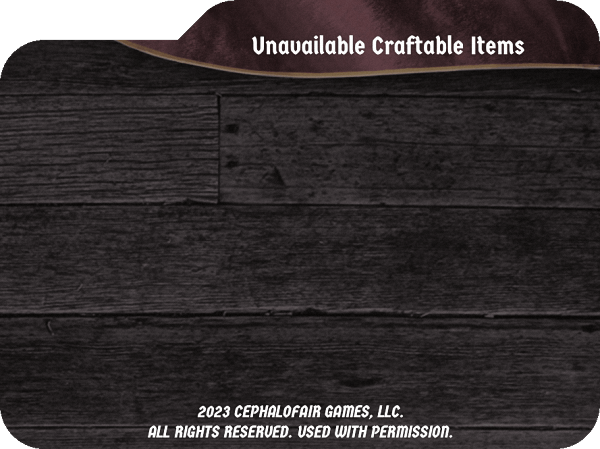 Unavailable Craftable Items
2023 CEPHALOFAIR GAMES, LLC.
ALL RIGHTS RESERVED. USED WITH PERMISSION.